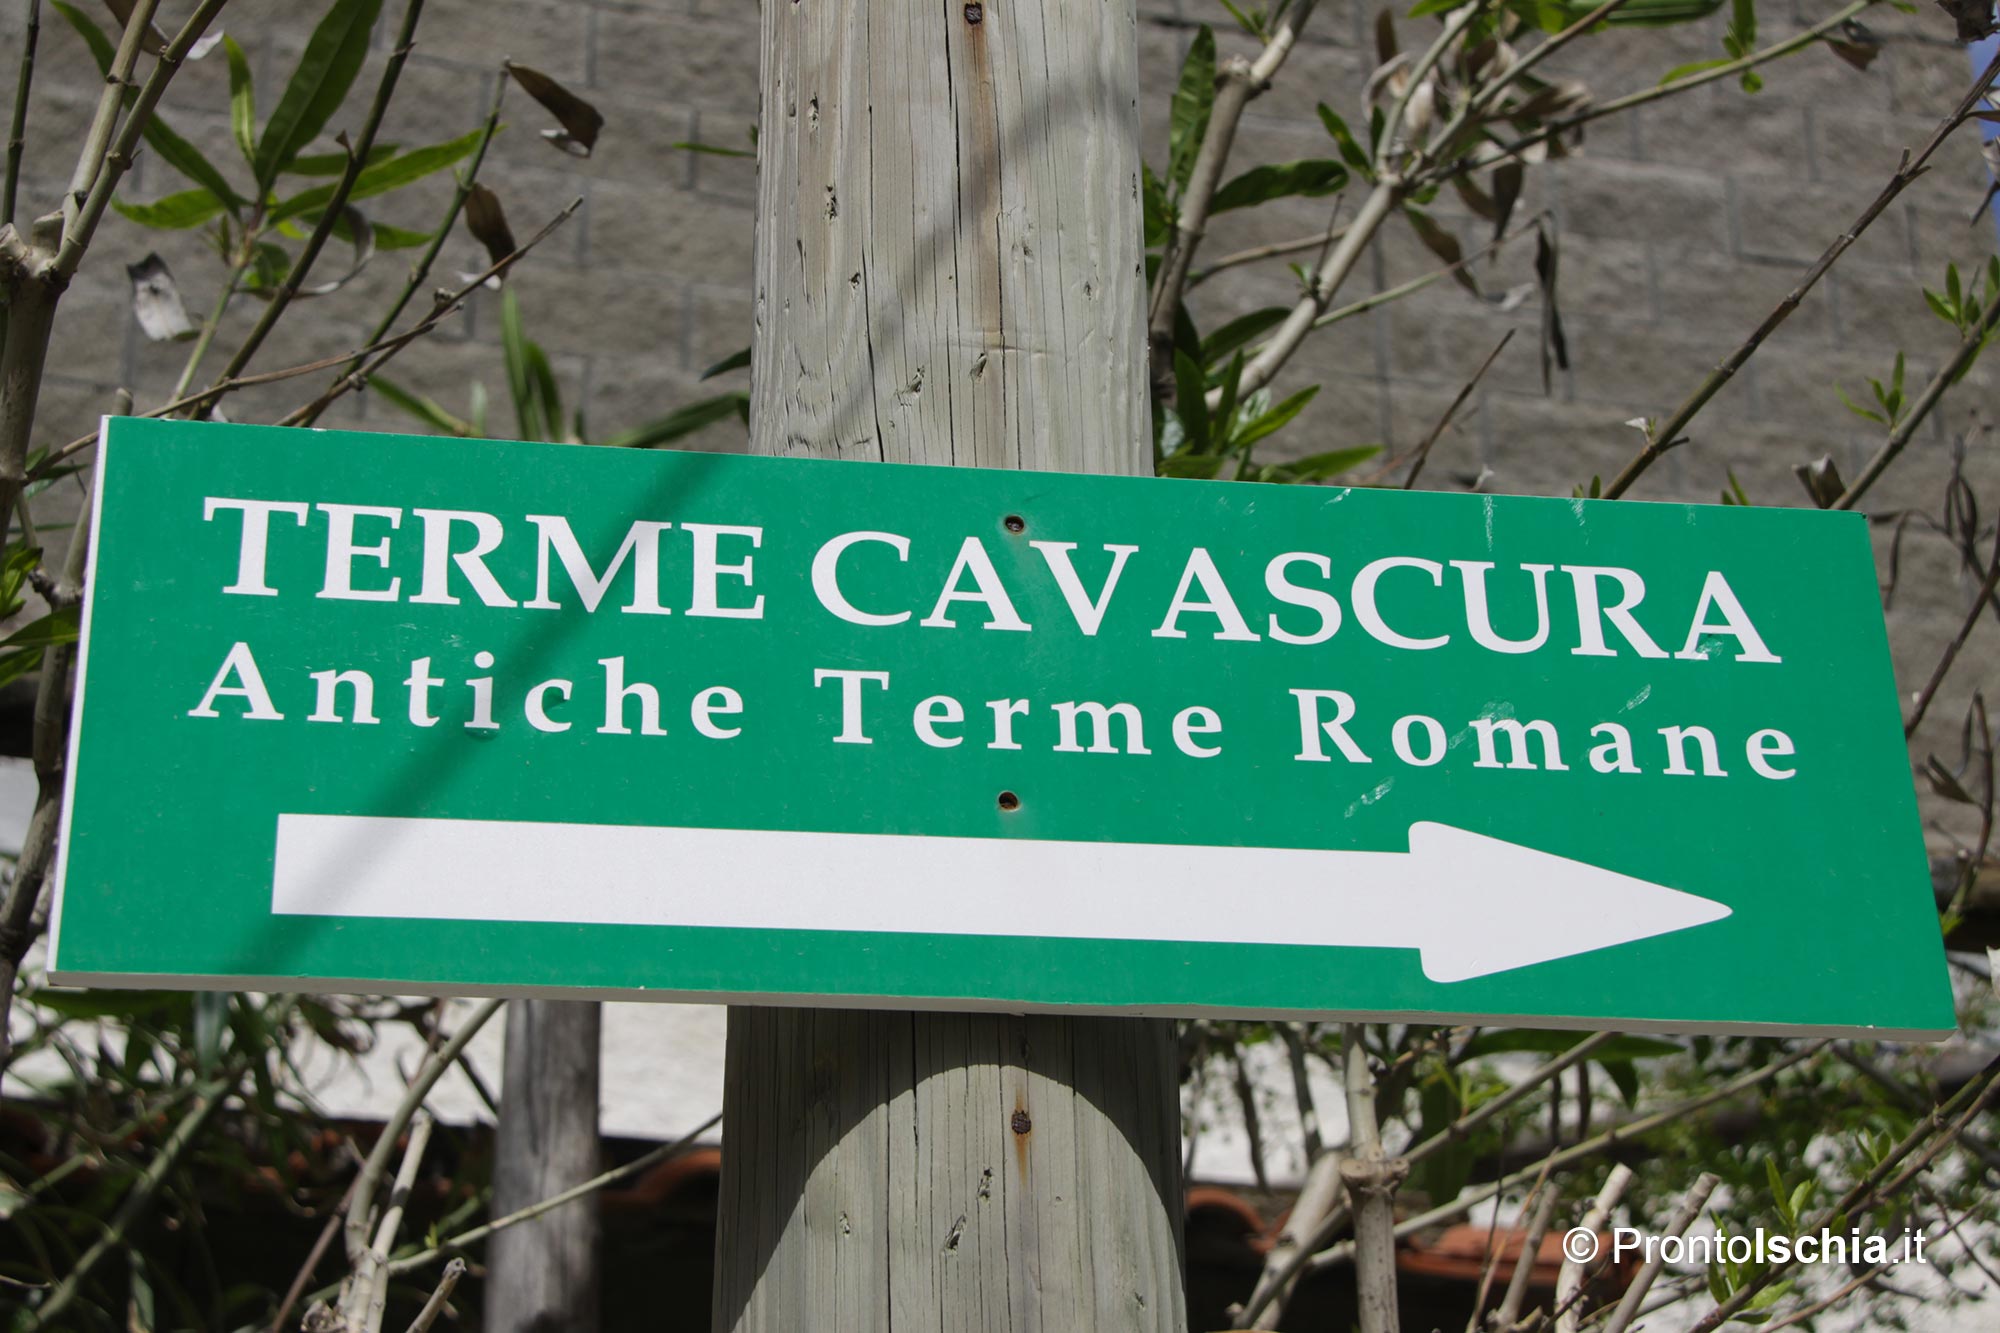 TERME CAVASCURA
Antiche Terme Romane
© ProntoIschia.it